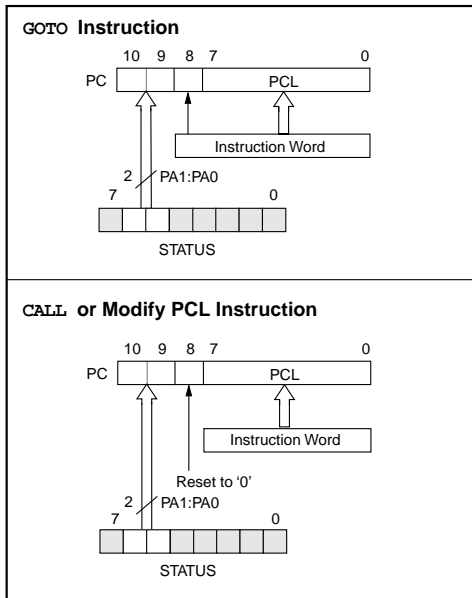 GOTO Instruction
10 9 8 7 0
PC PCL
Instruction Word
2 PA1:PA0
7 0
STATUS
CALL or Modify PCL Instruction
10 9 8 7 0
PC PCL
Instruction Word
Reset to ‘0’
2 PA1:PA0
7 0
STATUS